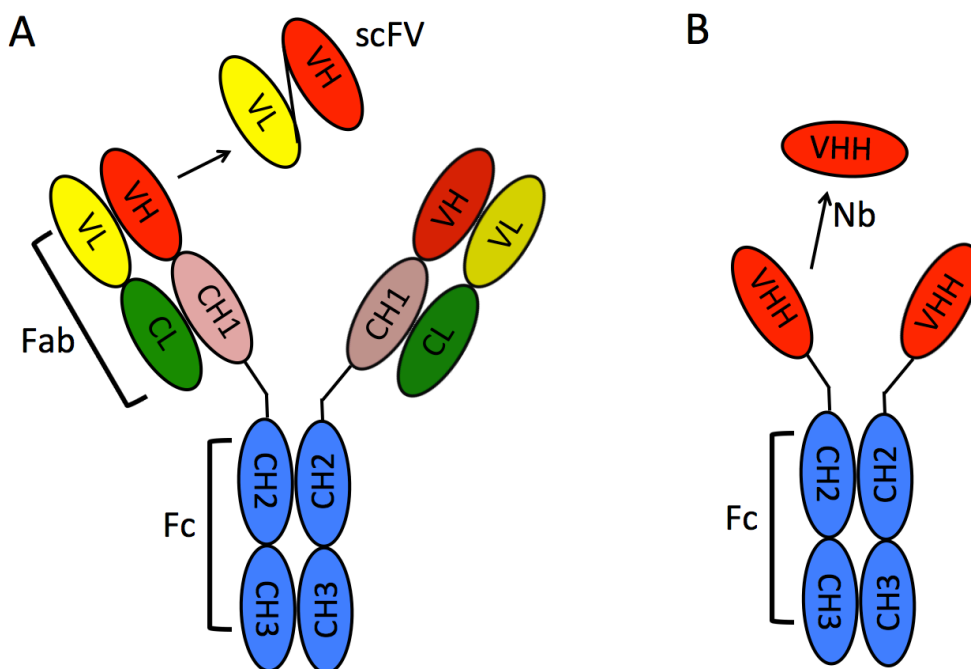 A
scFV
VL
VH
VL
VH
Fab
CL
CH1
VH
VL
CH1
CL
Fc
CH2
CH2
CH3
CH3
B
VHH
Nb
VHH
VHH
Fc
CH2
CH2
CH3
CH3